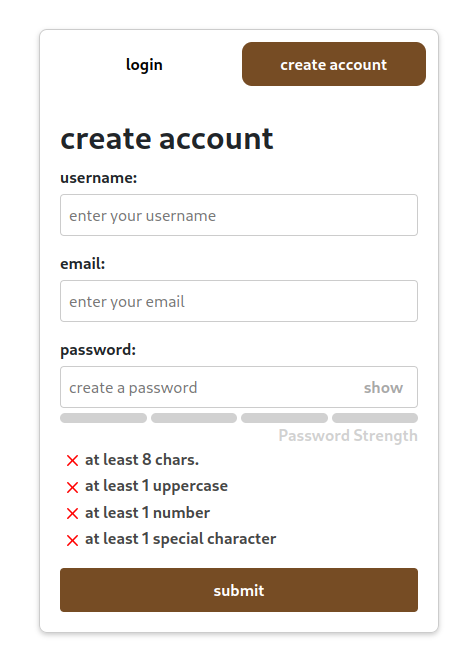 login
create account
create account
username:
enter your username
email:
enter your email
password:
create a password show
Password Strength
at least 8 chars.
at least 1 uppercase
at least 1 number
at least 1 special character
submit